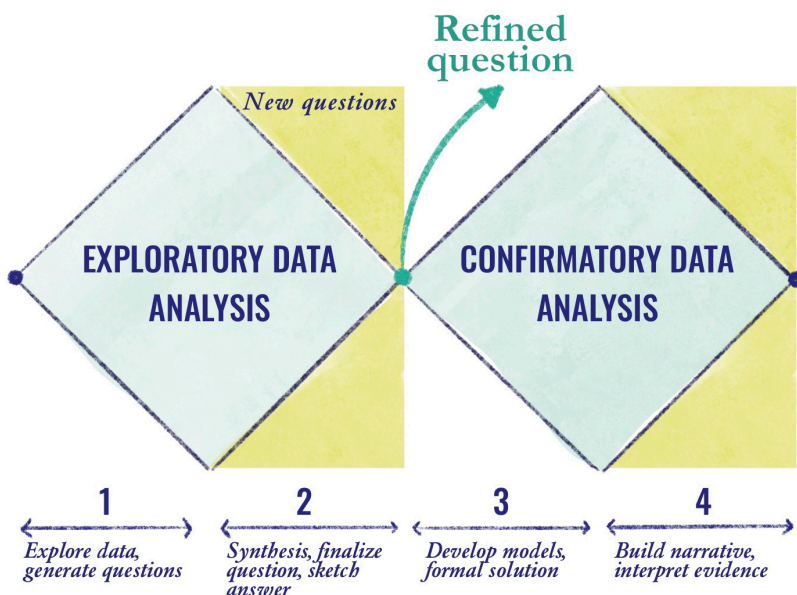 Refined
question
New questions
EXPLORATORY DATA
ANALYSIS
CONFIRMATORY DATA
ANALYSIS
1
2
3
4
Explore data,
generate questions
Synthesis, finalize
question, sketch
answer
Develop models,
formal solution
Build narrative,
interpret evidence